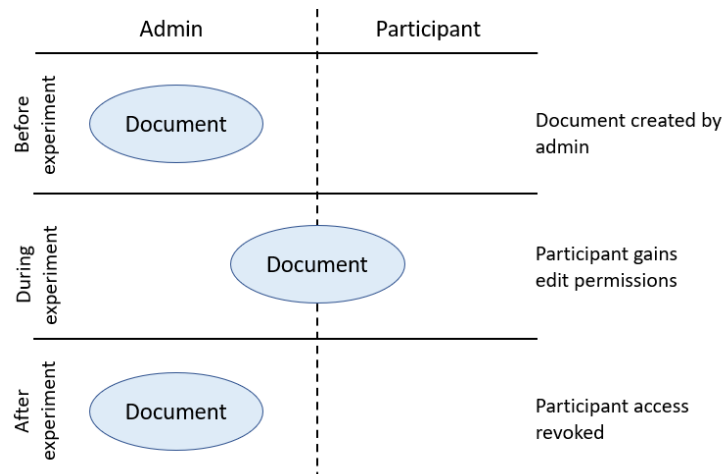 Admin
Participant
Before
experiment
Document
Document created by
admin
During
experiment
Document
Participant gains
edit permissions
After
experiment
Document
Participant access
revoked